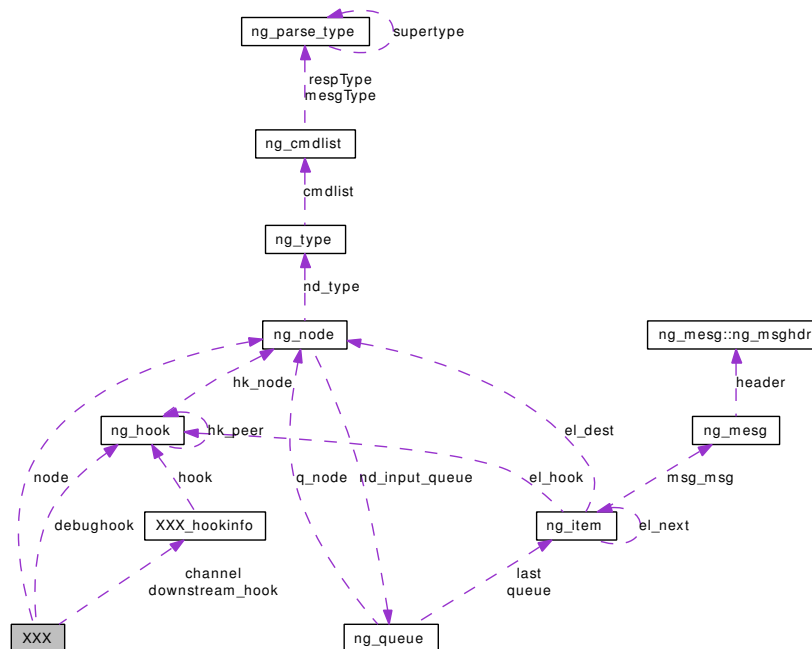 ng_parse_type
supertype
respType
mesgType
ng_cmdlist
cmdlist
ng_type
nd_type
ng_node
ng_mesg::ng_msghdr
hk_node
header
ng_hook
hk_peer
el_dest
ng_mesg
node
hook
q_node
nd_input_queue
el_hook
msg_msg
debughook
XXX_hookinfo
ng_item
el_next
channel
downstream_hook
last
queue
XXX
ng_queue